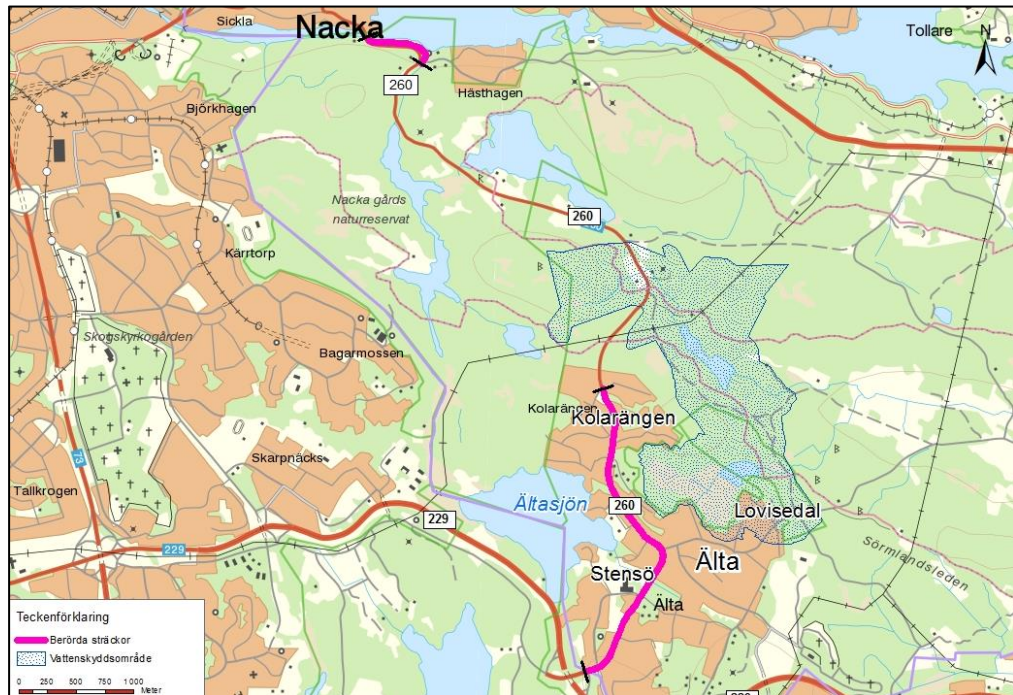 Sickla
Nacka
Tollare
N
260
Hästhagen
Björkhagen
Nacka gårds
naturreservat
260
Kärrtorp
Skogskyrkogården
Bagarmossen
Kolarängen
Kolarängen
73
Skarpnäcks
Tallkrogen
Ältasjön
229
260
Lovisedal
229
Älta
Sörmlandsleden
Stensö
Älta
Teckenförklaring
Berörda sträckor
Vattenskyddsområde
0 250 500 750 1 000
Meter